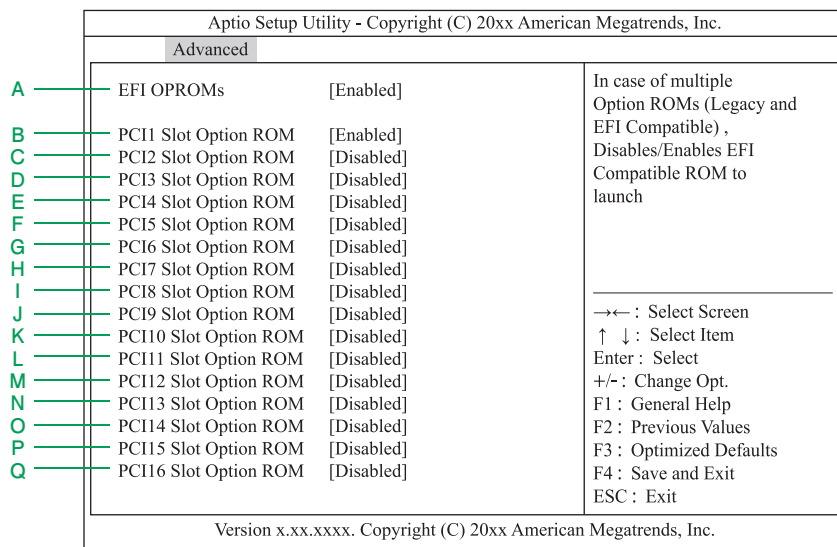 Aptio Setup Utility - Copyright (C) 20xx American Megatrends, Inc.
Advanced
A EFI OPROMs [Enabled]
B PCI1 Slot Option ROM [Enabled]
C PCI2 Slot Option ROM [Disabled]
D PCI3 Slot Option ROM [Disabled]
E PCI4 Slot Option ROM [Disabled]
F PCI5 Slot Option ROM [Disabled]
G PCI6 Slot Option ROM [Disabled]
H PCI7 Slot Option ROM [Disabled]
I PCI8 Slot Option ROM [Disabled]
J PCI9 Slot Option ROM [Disabled]
K PCI10 Slot Option ROM [Disabled]
L PCI11 Slot Option ROM [Disabled]
M PCI12 Slot Option ROM [Disabled]
N PCI13 Slot Option ROM [Disabled]
O PCI14 Slot Option ROM [Disabled]
P PCI15 Slot Option ROM [Disabled]
Q PCI16 Slot Option ROM [Disabled]
In case of multiple
Option ROMs (Legacy and
EFI Compatible) ,
Disables/Enables EFI
Compatible ROM to
launch
→← : Select Screen
↑ ↓ : Select Item
Enter : Select
+/- : Change Opt.
F1 : General Help
F2 : Previous Values
F3 : Optimized Defaults
F4 : Save and Exit
ESC : Exit
Version x.xx.xxxx. Copyright (C) 20xx American Megatrends, Inc.